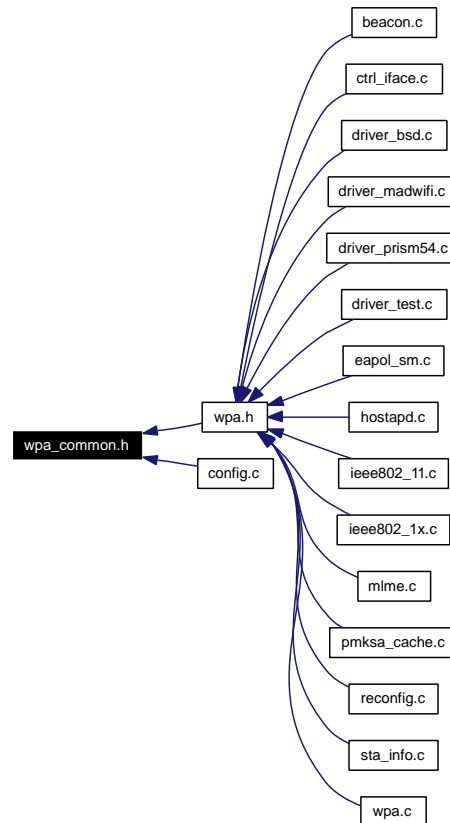 beacon.c
ctrl_iface.c
driver_bsd.c
driver_madwifi.c
driver_prism54.c
driver_test.c
eapol_sm.c
wpa.h
hostapd.c
wpa_common.h
config.c
ieee802_11.c
ieee802_1x.c
mlme.c
pmksa_cache.c
reconfig.c
sta_info.c
wpa.c